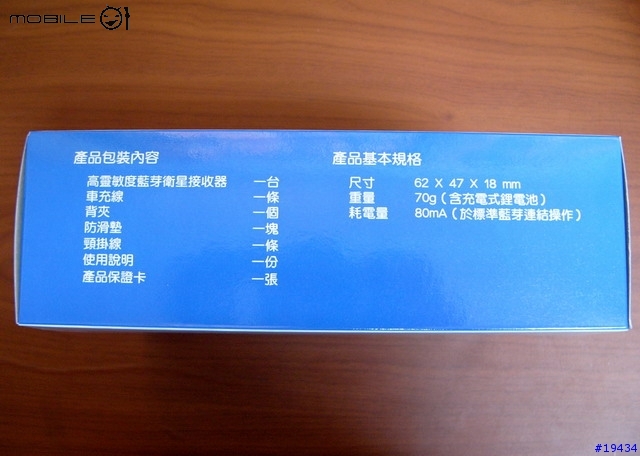 MOBILE01
產品包裝內容
高靈敏度藍芽衛星接收器 一台
車充線 一條
背夾 一個
防滑墊 一塊
頸掛線 一條
使用說明 一份
產品保證卡 一張
產品基本規格
尺寸 62 X 47 X 18 mm
重量 70g（含充電式鋰電池）
耗電量 80mA（於標準藍芽連結操作）
#19434